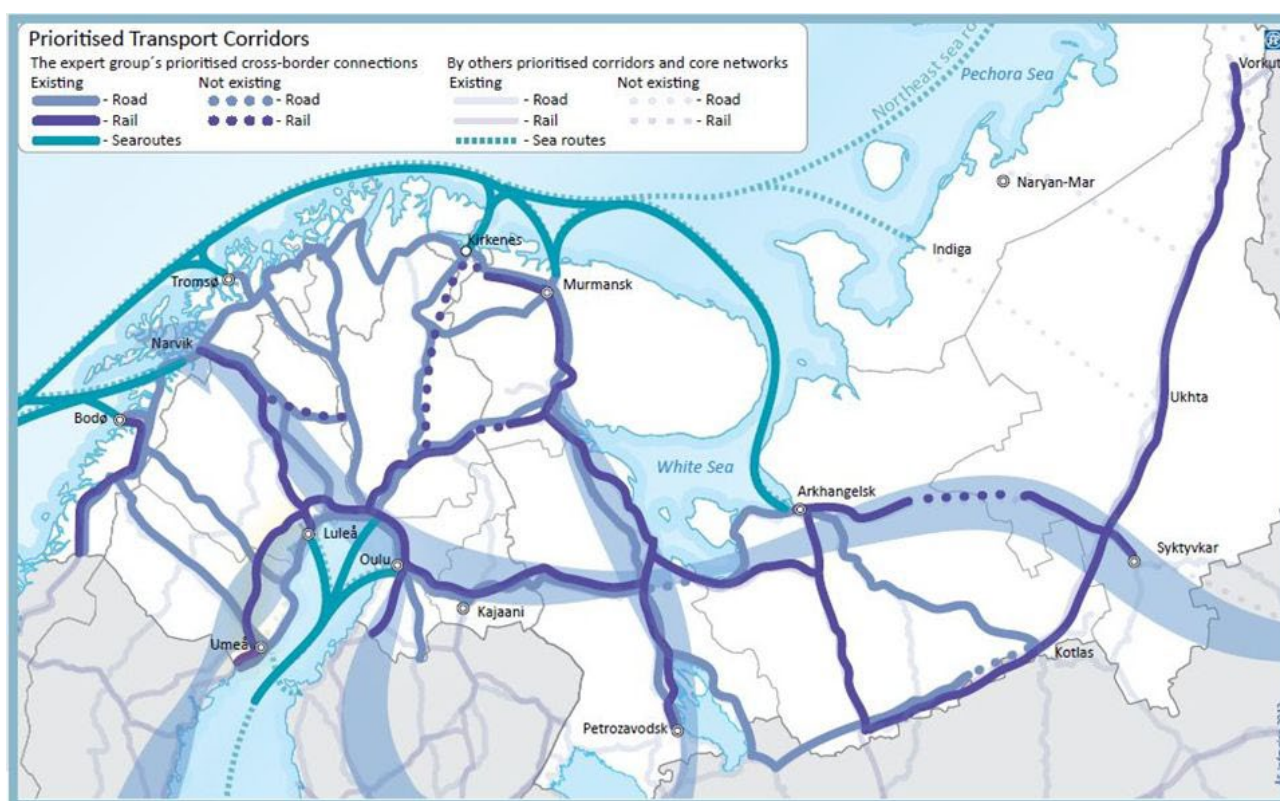 Prioritised Transport Corridors
The expert group´s prioritised cross-border connections
Existing Not existing
- Road - Road
- Rail - Rail
- Searoutes
By others prioritised corridors and core networks
Existing Not existing
- Road - Road
- Rail - Rail
- Sea routes
Northeast sea ro
Pechora Sea
Vorkut
Naryan-Mar
Indiga
Kirkenes
Tromsø
Murmansk
Narvik
Bodø
Ukhta
White Sea
Arkhangelsk
Luleå
Oulu
Syktyvkar
Kajaani
Umeå
Kotlas
Petrozavodsk